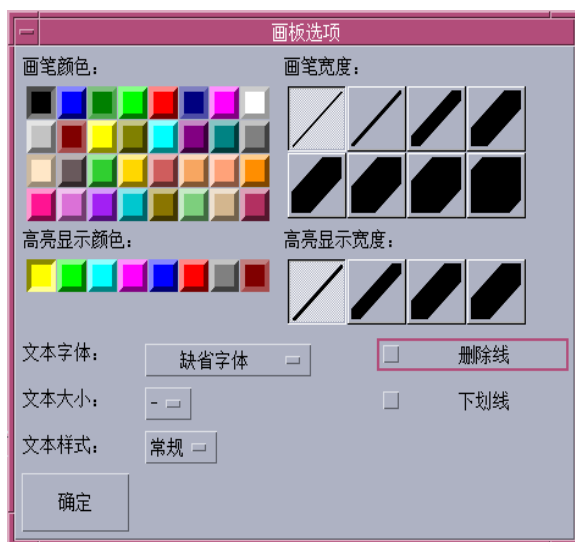 画板选项
画笔颜色： 画笔宽度：
高亮显示颜色： 高亮显示宽度：
文本字体： 缺省字体 删除线
文本大小： - 下划线
文本样式： 常规
确定